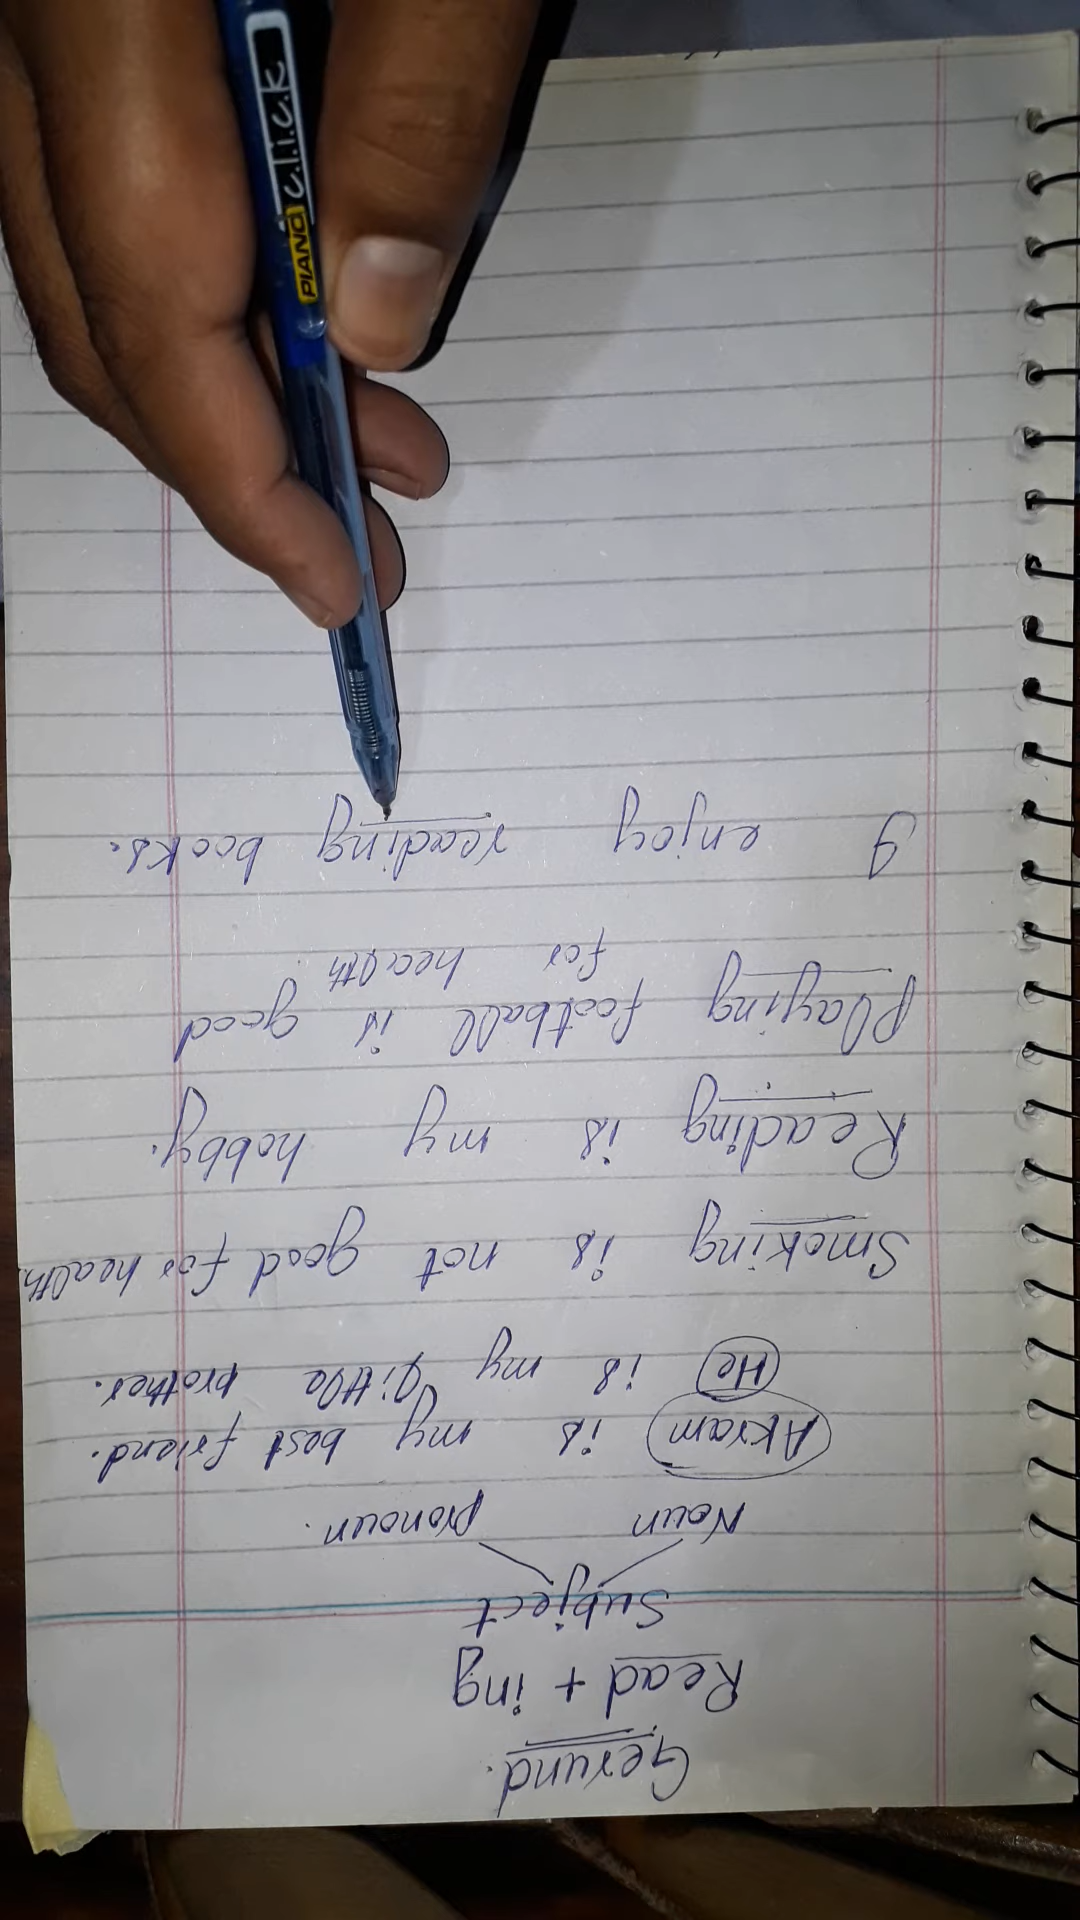 Gerund.
Read + ing
Subject
Noun pronoun.
Akram is my best friend.
He is my little brother.
Smoking is not good for health.
Reading is my hobby.
Playing football is good
for health
I enjoy reading books.
PIANO c.l.i.c.k